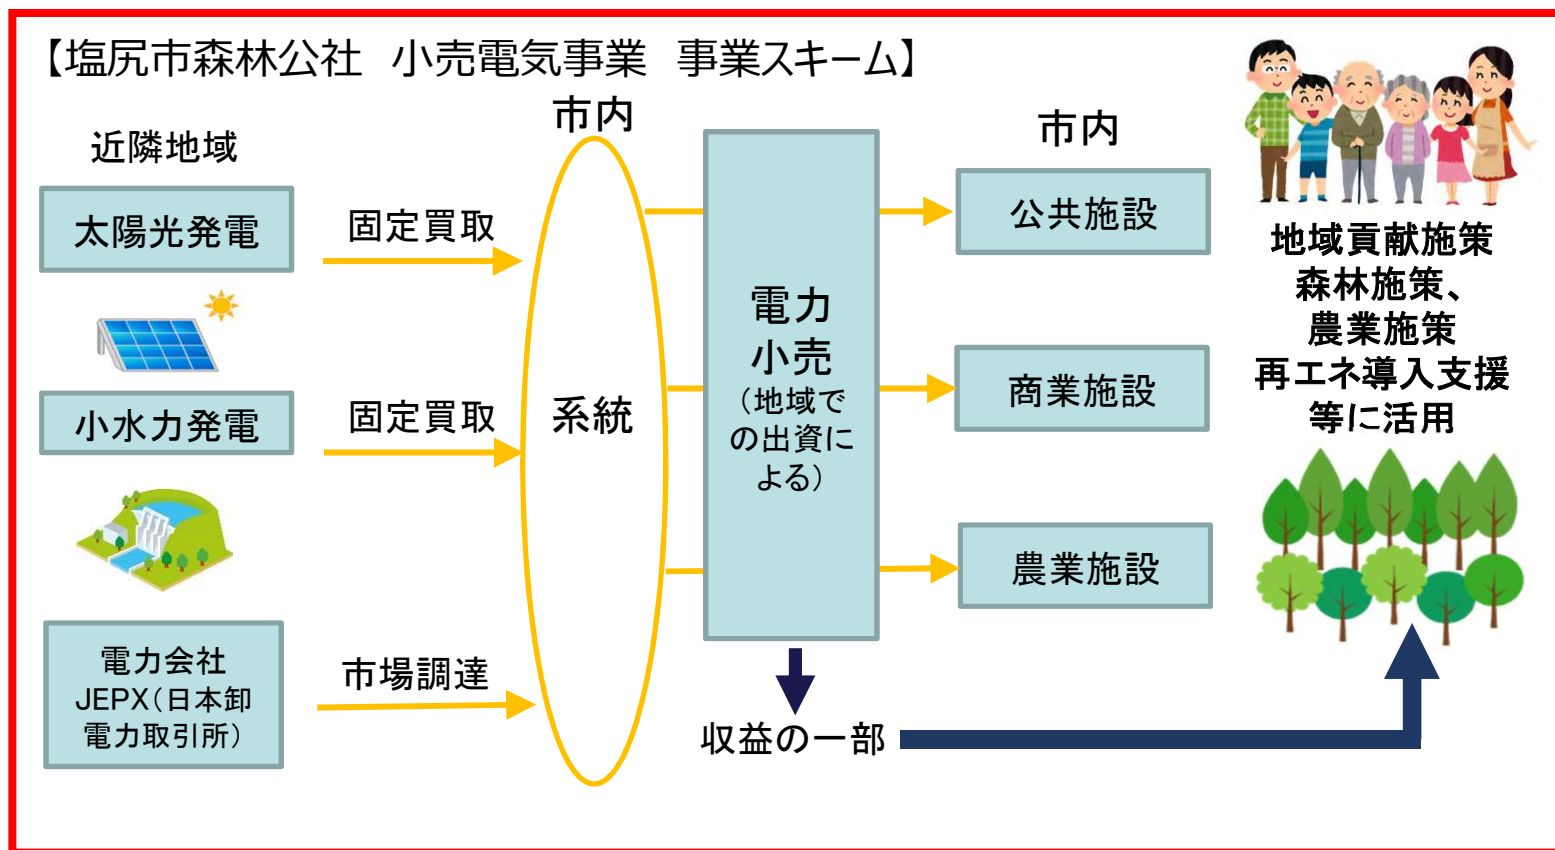 【塩尻市森林公社 小売電気事業 事業スキーム】
近隣地域
太陽光発電
固定買取
小水力発電
固定買取
電力会社
JEPX（日本卸
電力取引所）
市場調達
市内
系統
電力
小売
（地域で
の出資に
よる）
収益の一部
市内
公共施設
商業施設
農業施設
地域貢献施策
森林施策、
農業施策
再エネ導入支援
等に活用